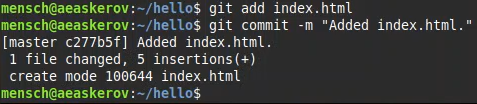 mensch@aeaskerov:~/hello$ git add index.html
mensch@aeaskerov:~/hello$ git commit -m "Added index.html."
[master c277b5f] Added index.html.
 1 file changed, 5 insertions(+)
 create mode 100644 index.html
mensch@aeaskerov:~/hello$